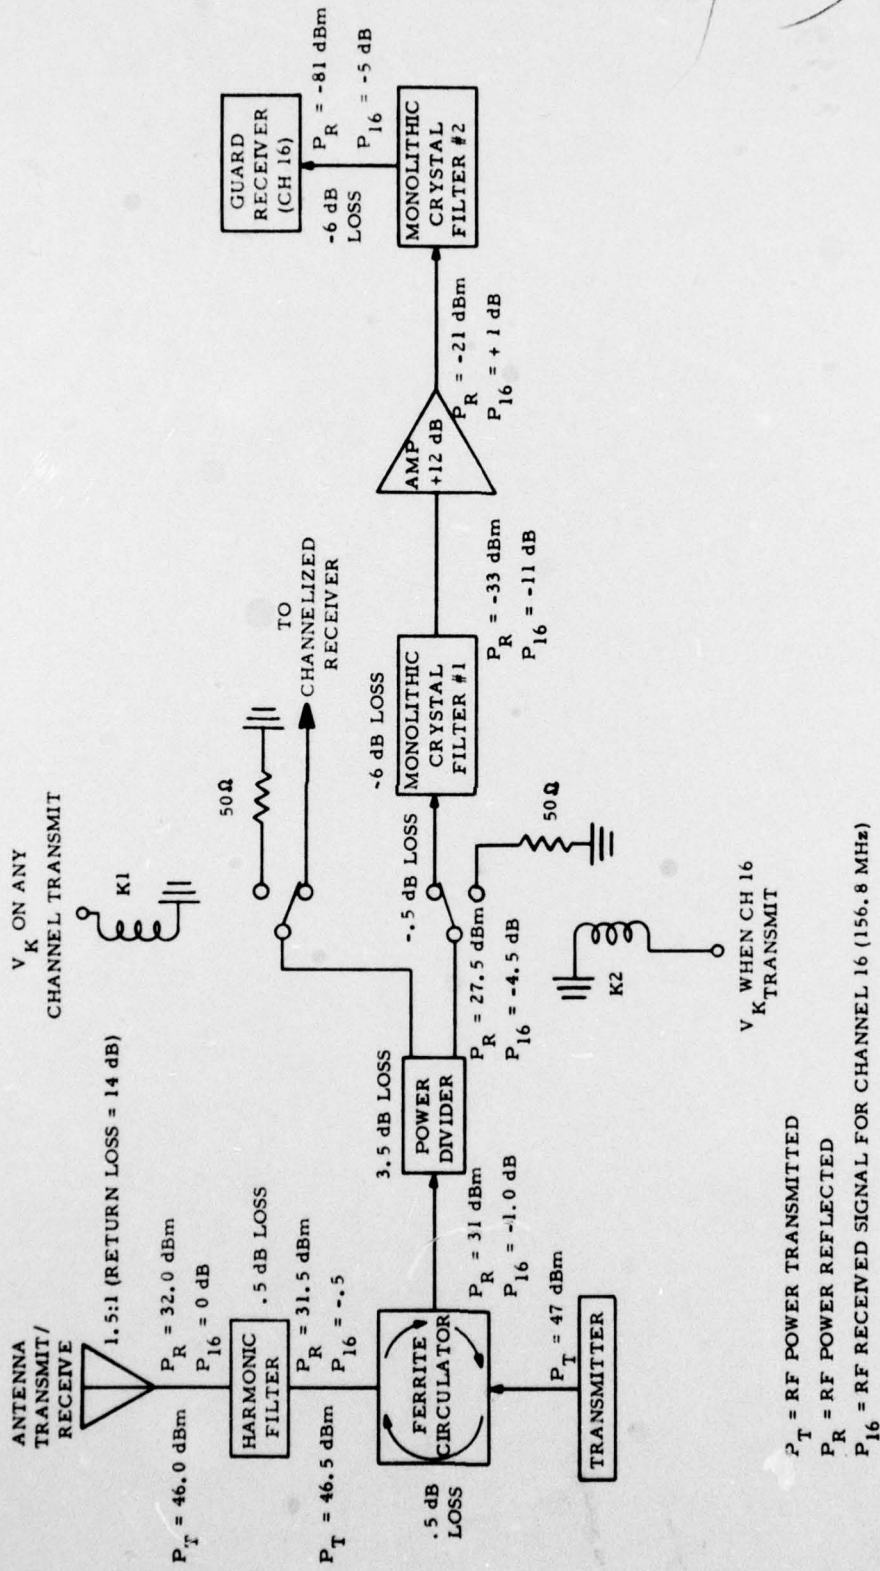 ANTENNA
TRANSMIT/
RECEIVE
1.5:1 (RETURN LOSS = 14 dB)
P_T = 46.0 dBm
P_R = 32.0 dBm
P_16 = 0 dB
HARMONIC
FILTER
.5 dB LOSS
P_T = 46.5 dBm
P_R = 31.5 dBm
P_16 = -.5
.5 dB
LOSS
FERRITE
CIRCULATOR
P_R = 31 dBm
P_16 = -1.0 dB
P_T = 47 dBm
TRANSMITTER
3.5 dB LOSS
POWER
DIVIDER
P_R = 27.5 dBm
P_16 = -4.5 dB
V_K ON ANY
CHANNEL TRANSMIT
K1
50Ω
TO
CHANNELIZED
RECEIVER
-.5 dB LOSS
50Ω
K2
V_K WHEN CH 16
TRANSMIT
-6 dB LOSS
MONOLITHIC
CRYSTAL
FILTER #1
P_R = -33 dBm
P_16 = -11 dB
AMP
+12 dB
P_R = -21 dBm
P_16 = + 1 dB
MONOLITHIC
CRYSTAL
FILTER #2
-6 dB
LOSS
P_R = -81 dBm
P_16 = -5 dB
GUARD
RECEIVER
(CH 16)
P_T = RF POWER TRANSMITTED
P_R = RF POWER REFLECTED
P_16 = RF RECEIVED SIGNAL FOR CHANNEL 16 (156.8 MHz)